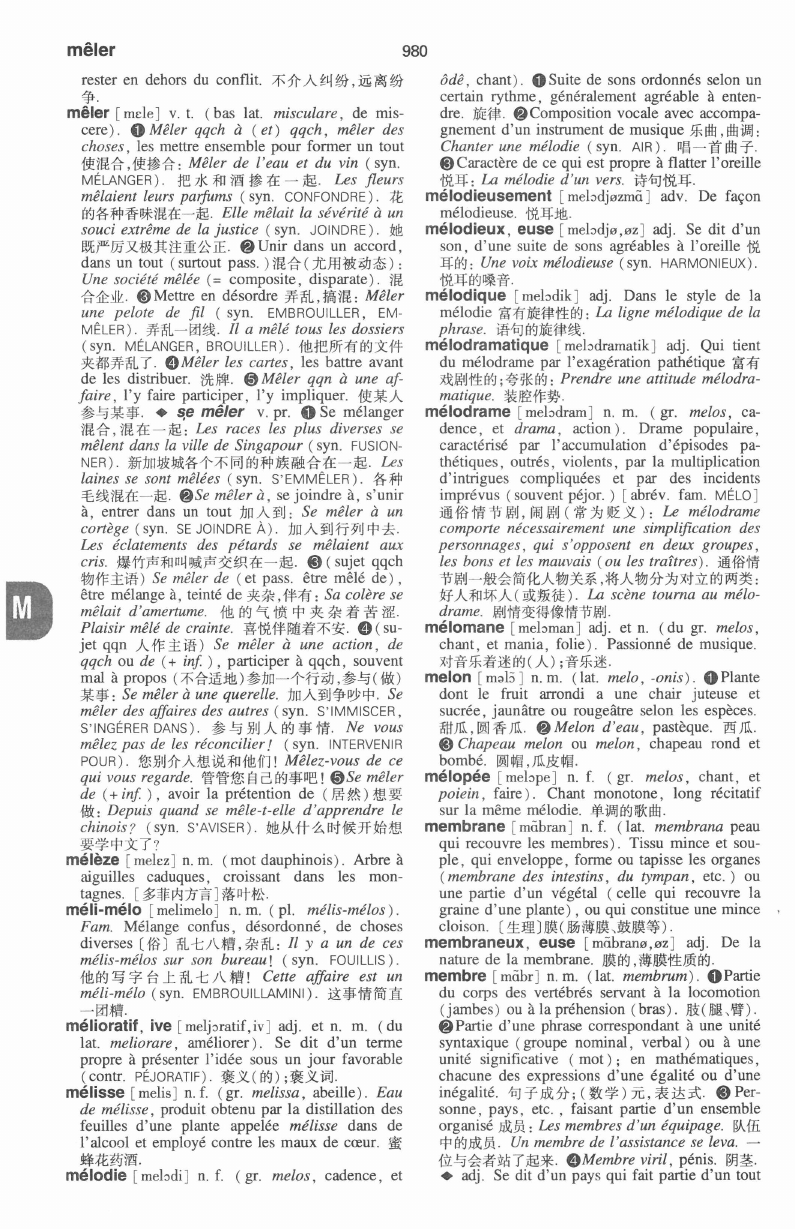 mêler
980
rester en dehors du conflit. 不介人纠纷,远离纷
争.
mêler [mɛle] v. t. (bas lat. misculare, de mis-
cere). ❶ Mêler qqch à (et) qqch, mêler des
choses, les mettre ensemble pour former un tout
使混合,使掺合: Mêler de l'eau et du vin (syn.
MÉLANGER). 把水和酒掺在一起. Les fleurs
mêlaient leurs parfums (syn. CONFONDRE). 花
的各种香味混在一起. Elle mêlait la sévérité à un
souci extrême de la justice (syn. JOINDRE). 她
既严厉又极其注重公正. ❷ Unir dans un accord,
dans un tout (surtout pass.)混合(尤用被动态):
Une société mêlée (= composite, disparate). 混
合企业. ❸ Mettre en désordre 弄乱,搞混: Mêler
une pelote de fil (syn. EMBROUILLER, EM-
MÊLER). 弄乱一团线. Il a mêlé tous les dossiers
(syn. MÉLANGER, BROUILLER). 他把所有的文件
夹都弄乱了. ❹ Mêler les cartes, les battre avant
de les distribuer. 洗牌. ❺ Mêler qqn à une af-
faire, l'y faire participer, l'y impliquer. 使某人
参与某事. ◆ se mêler v. pr. ❶ Se mélanger
混合,混在一起: Les races les plus diverses se
mêlent dans la ville de Singapour (syn. FUSION-
NER). 新加坡城各个不同的种族融合在一起. Les
laines se sont mêlées (syn. S'EMMÊLER). 各种
毛线混在一起. ❷ Se mêler à, se joindre à, s'unir
à, entrer dans un tout 加入到: Se mêler à un
cortège (syn. SE JOINDRE À). 加入到行列中去.
Les éclatements des pétards se mêlaient aux
cris. 爆竹声和叫喊声交织在一起. ❸ (sujet qqch
物作主语) Se mêler de (et pass. être mêlé de),
être mélange à, teinté de 夹杂,伴有: Sa colère se
mêlait d'amertume. 他的气愤中夹杂着苦涩.
Plaisir mêlé de crainte. 喜悦伴随着不安. ❹ (su-
jet qqn 人作主语) Se mêler à une action, de
qqch ou de (+ inf.), participer à qqch, souvent
mal à propos (不合适地)参加一个行动,参与(做)
某事: Se mêler à une querelle. 加入到争吵中. Se
mêler des affaires des autres (syn. S'IMMISCER,
S'INGÉRER DANS). 参与别人的事情. Ne vous
mêlez pas de les réconcilier! (syn. INTERVENIR
POUR). 您别介人想说和他们! Mêlez-vous de ce
qui vous regarde. 管管您自己的事吧! ❺ Se mêler
de (+inf.), avoir la prétention de (居然)想要
做: Depuis quand se mêle-t-elle d'apprendre le
chinois? (syn. S'AVISER). 她从什么时候开始想
要学中文了?
mélèze [melɛz] n. m. (mot dauphinois). Arbre à
aiguilles caduques, croissant dans les mon-
tagnes. [多菲内方言]落叶松.
méli-mélo [melimelo] n. m. (pl. mélis-mélos).
Fam. Mélange confus, désordonné, de choses
diverses [俗] 乱七八糟,杂乱: Il y a un de ces
mélis-mélos sur son bureau! (syn. FOUILLIS).
他的写字台上乱七八糟! Cette affaire est un
méli-mélo (syn. EMBROUILLAMINI). 这事情简直
一团糟.
mélioratif, ive [meljɔratif,iv] adj. et n. m. (du
lat. meliorare, améliorer). Se dit d'un terme
propre à présenter l'idée sous un jour favorable
(contr. PÉJORATIF). 褒义(的);褒义词.
mélisse [melis] n. f. (gr. melissa, abeille). Eau
de mélisse, produit obtenu par la distillation des
feuilles d'une plante appelée mélisse dans de
l'alcool et employé contre les maux de cœur. 蜜
蜂花药酒.
mélodie [melɔdi] n. f. (gr. melos, cadence, et
ôdê, chant). ❶ Suite de sons ordonnés selon un
certain rythme, généralement agréable à enten-
dre. 旋律. ❷ Composition vocale avec accompa-
gnement d'un instrument de musique 乐曲,曲调:
Chanter une mélodie (syn. AIR). 唱一首曲子.
❸ Caractère de ce qui est propre à flatter l'oreille
悦耳: La mélodie d'un vers. 诗句悦耳.
mélodieusement [melɔdjøzmɑ̃] adv. De façon
mélodieuse. 悦耳地.
mélodieux, euse [melɔdjø,øz] adj. Se dit d'un
son, d'une suite de sons agréables à l'oreille 悦
耳的: Une voix mélodieuse (syn. HARMONIEUX).
悦耳的嗓音.
mélodique [melɔdik] adj. Dans le style de la
mélodie 富有旋律性的: La ligne mélodique de la
phrase. 语句的旋律线.
mélodramatique [melɔdramatik] adj. Qui tient
du mélodrame par l'exagération pathétique 富有
戏剧性的;夸张的: Prendre une attitude mélodra-
matique. 装腔作势.
mélodrame [melɔdram] n. m. (gr. melos, ca-
dence, et drama, action). Drame populaire,
caractérisé par l'accumulation d'épisodes pa-
thétiques, outrés, violents, par la multiplication
d'intrigues compliquées et par des incidents
imprévus (souvent péjor.) [abrév. fam. MÉLO]
通俗情节剧,闹剧(常为贬义): Le mélodrame
comporte nécessairement une simplification des
personnages, qui s'opposent en deux groupes,
les bons et les mauvais (ou les traîtres). 通俗情
节剧一般会简化人物关系,将人物分为对立的两类:
好人和坏人(或叛徒). La scène tourna au mélo-
drame. 剧情变得像情节剧.
mélomane [melɔman] adj. et n. (du gr. melos,
chant, et mania, folie). Passionné de musique.
对音乐着迷的(人);音乐迷.
melon [məlɔ̃] n. m. (lat. melo, -onis). ❶ Plante
dont le fruit arrondi a une chair juteuse et
sucrée, jaunâtre ou rougeâtre selon les espèces.
甜瓜,圆香瓜. ❷ Melon d'eau, pastèque. 西瓜.
❸ Chapeau melon ou melon, chapeau rond et
bombé. 圆帽,瓜皮帽.
mélopée [melɔpe] n. f. (gr. melos, chant, et
poiein, faire). Chant monotone, long récitatif
sur la même mélodie. 单调的歌曲.
membrane [mɑ̃bran] n. f. (lat. membrana peau
qui recouvre les membres). Tissu mince et sou-
ple, qui enveloppe, forme ou tapisse les organes
(membrane des intestins, du tympan, etc.) ou
une partie d'un végétal (celle qui recouvre la
graine d'une plante), ou qui constitue une mince
cloison. [生理]膜(肠薄膜、鼓膜等).
membraneux, euse [mɑ̃branø,øz] adj. De la
nature de la membrane. 膜的,薄膜性质的.
membre [mɑ̃br] n. m. (lat. membrum). ❶ Partie
du corps des vertébrés servant à la locomotion
(jambes) ou à la préhension (bras). 肢(腿、臂).
❷ Partie d'une phrase correspondant à une unité
syntaxique (groupe nominal, verbal) ou à une
unité significative (mot); en mathématiques,
chacune des expressions d'une égalité ou d'une
inégalité. 句子成分;(数学)元,表达式. ❸ Per-
sonne, pays, etc., faisant partie d'un ensemble
organisé 成员: Les membres d'un équipage. 队伍
中的成员. Un membre de l'assistance se leva. 一
位与会者站了起来. ❹ Membre viril, pénis. 阴茎.
◆ adj. Se dit d'un pays qui fait partie d'un tout
M